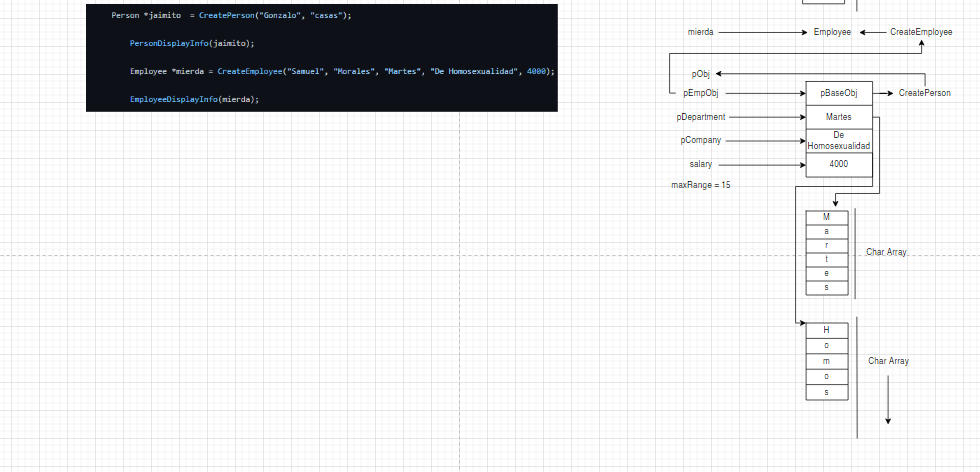 Person *jaimito  = CreatePerson("Gonzalo", "casas");
PersonDisplayInfo(jaimito);
Employee *mierda = CreateEmployee("Samuel", "Morales", "Martes", "De Homosexualidad", 4000);
EmployeeDisplayInfo(mierda);
mierda Employee CreateEmployee
pObj
pEmpObj pBaseObj CreatePerson
pDepartment Martes
pCompany De
Homosexualidad
salary 4000
maxRange = 15
M
a
r
t
e
s
Char Array
H
o
m
o
s
Char Array